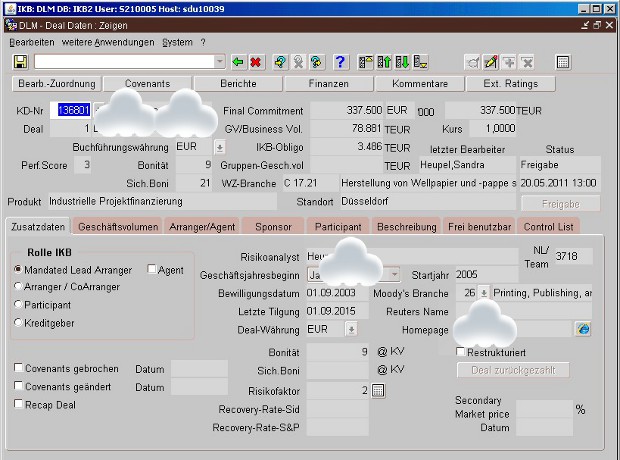 IKB: DLM DB: IKB2 User: 5210005 Host: sdu10039
DLM - Deal Daten : Zeigen
Bearbeiten weitere Anwendungen System ?
Bearb.-Zuordnung Covenants Berichte Finanzen Kommentare Ext. Ratings
KD-Nr 136801 Final Commitment 337.500 EUR '000 337.500 TEUR
Deal 1 GV/Business Vol. 78.881 TEUR Kurs 1,0000
Buchführungswährung EUR IKB-Obligo 3.486 TEUR letzter Bearbeiter Status
Perf.Score 3 Bonität 9 Gruppen-Gesch.vol TEUR Heupel,Sandra Freigabe
Sich.Boni 21 WZ-Branche C 17.21 Herstellung von Wellpapier und -pappe s 20.05.2011 13:00
Produkt Industrielle Projektfinanzierung Standort Düsseldorf Freigabe
Zusatzdaten Geschäftsvolumen Arranger/Agent Sponsor Participant Beschreibung Frei benutzbar Control List
Rolle IKB
Mandated Lead Arranger Agent
Arranger / CoArranger
Participant
Kreditgeber
Risikoanalyst NL/ Team 3718
Geschäftsjahresbeginn Startjahr 2005
Bewilligungsdatum 01.09.2003 Moody's Branche 26 Printing, Publishing, ar
Letzte Tilgung 01.09.2015 Reuters Name
Deal-Währung EUR Homepage
Bonität 9 @ KV Restrukturiert
Covenants gebrochen Datum Sich.Boni @ KV Deal zurückgezahlt
Covenants geändert Datum Risikofaktor 2
Recap Deal Recovery-Rate-Sid Secondary Market price %
Recovery-Rate-S&P Datum